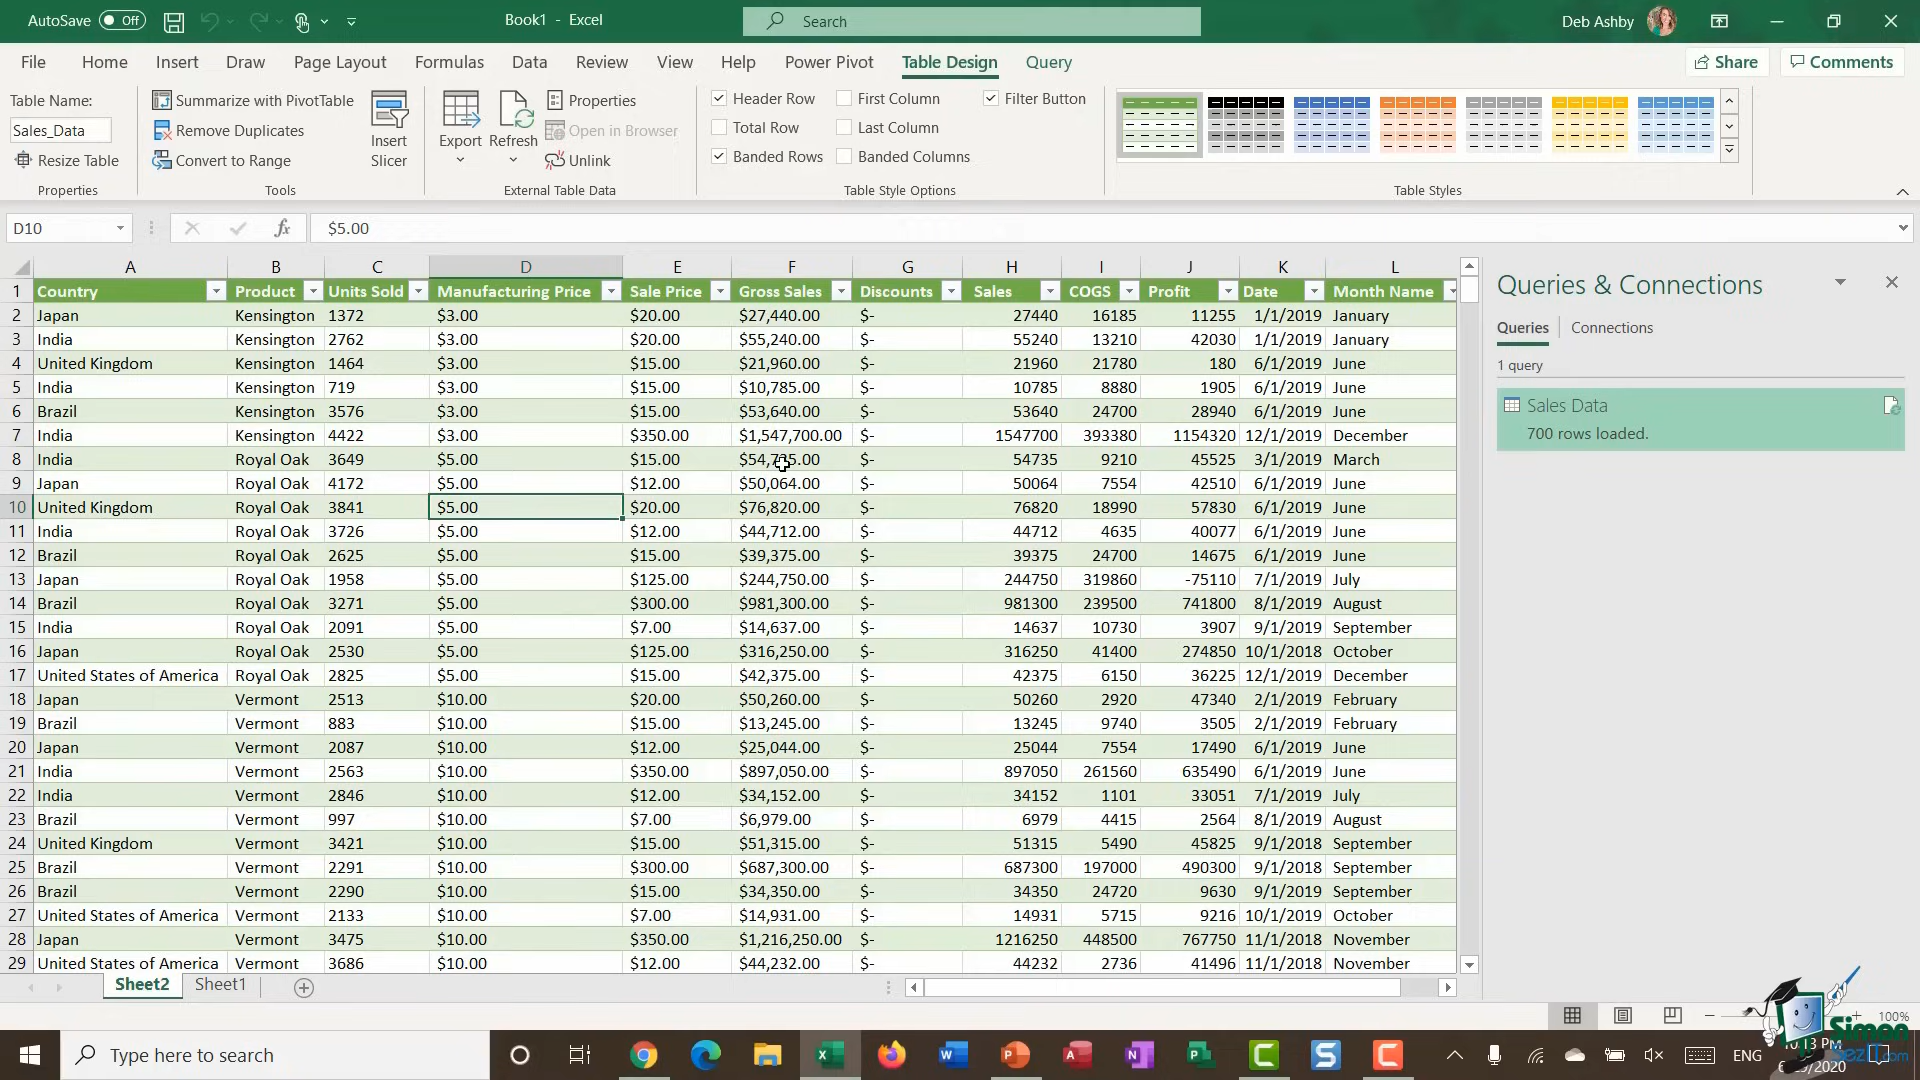 AutoSave Off Book1 - Excel Search Deb Ashby
File Home Insert Draw Page Layout Formulas Data Review View Help Power Pivot Table Design Query Share Comments
Table Name:
Sales_Data
Resize Table
Properties
Summarize with PivotTable
Remove Duplicates
Convert to Range
Insert Slicer
Tools
Export
Refresh
Properties
Open in Browser
Unlink
External Table Data
Header Row First Column Filter Button
Total Row Last Column
Banded Rows Banded Columns
Table Style Options
Table Styles
D10 fx $5.00
A B C D E F G H I J K L
1 Country Product Units Sold Manufacturing Price Sale Price Gross Sales Discounts Sales COGS Profit Date Month Name
2 Japan Kensington 1372 $3.00 $20.00 $27,440.00 $- 27440 16185 11255 1/1/2019 January
3 India Kensington 2762 $3.00 $20.00 $55,240.00 $- 55240 13210 42030 1/1/2019 January
4 United Kingdom Kensington 1464 $3.00 $15.00 $21,960.00 $- 21960 21780 180 6/1/2019 June
5 India Kensington 719 $3.00 $15.00 $10,785.00 $- 10785 8880 1905 6/1/2019 June
6 Brazil Kensington 3576 $3.00 $15.00 $53,640.00 $- 53640 24700 28940 6/1/2019 June
7 India Kensington 4422 $3.00 $350.00 $1,547,700.00 $- 1547700 393380 1154320 12/1/2019 December
8 India Royal Oak 3649 $5.00 $15.00 $54,735.00 $- 54735 9210 45525 3/1/2019 March
9 Japan Royal Oak 4172 $5.00 $12.00 $50,064.00 $- 50064 7554 42510 6/1/2019 June
10 United Kingdom Royal Oak 3841 $5.00 $20.00 $76,820.00 $- 76820 18990 57830 6/1/2019 June
11 India Royal Oak 3726 $5.00 $12.00 $44,712.00 $- 44712 4635 40077 6/1/2019 June
12 Brazil Royal Oak 2625 $5.00 $15.00 $39,375.00 $- 39375 24700 14675 6/1/2019 June
13 Japan Royal Oak 1958 $5.00 $125.00 $244,750.00 $- 244750 319860 -75110 7/1/2019 July
14 Brazil Royal Oak 3271 $5.00 $300.00 $981,300.00 $- 981300 239500 741800 8/1/2019 August
15 India Royal Oak 2091 $5.00 $7.00 $14,637.00 $- 14637 10730 3907 9/1/2019 September
16 Japan Royal Oak 2530 $5.00 $125.00 $316,250.00 $- 316250 41400 274850 10/1/2018 October
17 United States of America Royal Oak 2825 $5.00 $15.00 $42,375.00 $- 42375 6150 36225 12/1/2019 December
18 Japan Vermont 2513 $10.00 $20.00 $50,260.00 $- 50260 2920 47340 2/1/2019 February
19 Brazil Vermont 883 $10.00 $15.00 $13,245.00 $- 13245 9740 3505 2/1/2019 February
20 Japan Vermont 2087 $10.00 $12.00 $25,044.00 $- 25044 7554 17490 6/1/2019 June
21 India Vermont 2563 $10.00 $350.00 $897,050.00 $- 897050 261560 635490 6/1/2019 June
22 India Vermont 2846 $10.00 $12.00 $34,152.00 $- 34152 1101 33051 7/1/2019 July
23 Brazil Vermont 997 $10.00 $7.00 $6,979.00 $- 6979 4415 2564 8/1/2019 August
24 United Kingdom Vermont 3421 $10.00 $15.00 $51,315.00 $- 51315 5490 45825 9/1/2018 September
25 Brazil Vermont 2291 $10.00 $300.00 $687,300.00 $- 687300 197000 490300 9/1/2018 September
26 Brazil Vermont 2290 $10.00 $15.00 $34,350.00 $- 34350 24720 9630 9/1/2019 September
27 United States of America Vermont 2133 $10.00 $7.00 $14,931.00 $- 14931 5715 9216 10/1/2019 October
28 Japan Vermont 3475 $10.00 $350.00 $1,216,250.00 $- 1216250 448500 767750 11/1/2018 November
29 United States of America Vermont 3686 $10.00 $12.00 $44,232.00 $- 44232 2736 41496 11/1/2018 November
Queries & Connections
Queries Connections
1 query
Sales Data
700 rows loaded.
Sheet2 Sheet1
100%
Simon
Sez IT.com
Type here to search
ENG